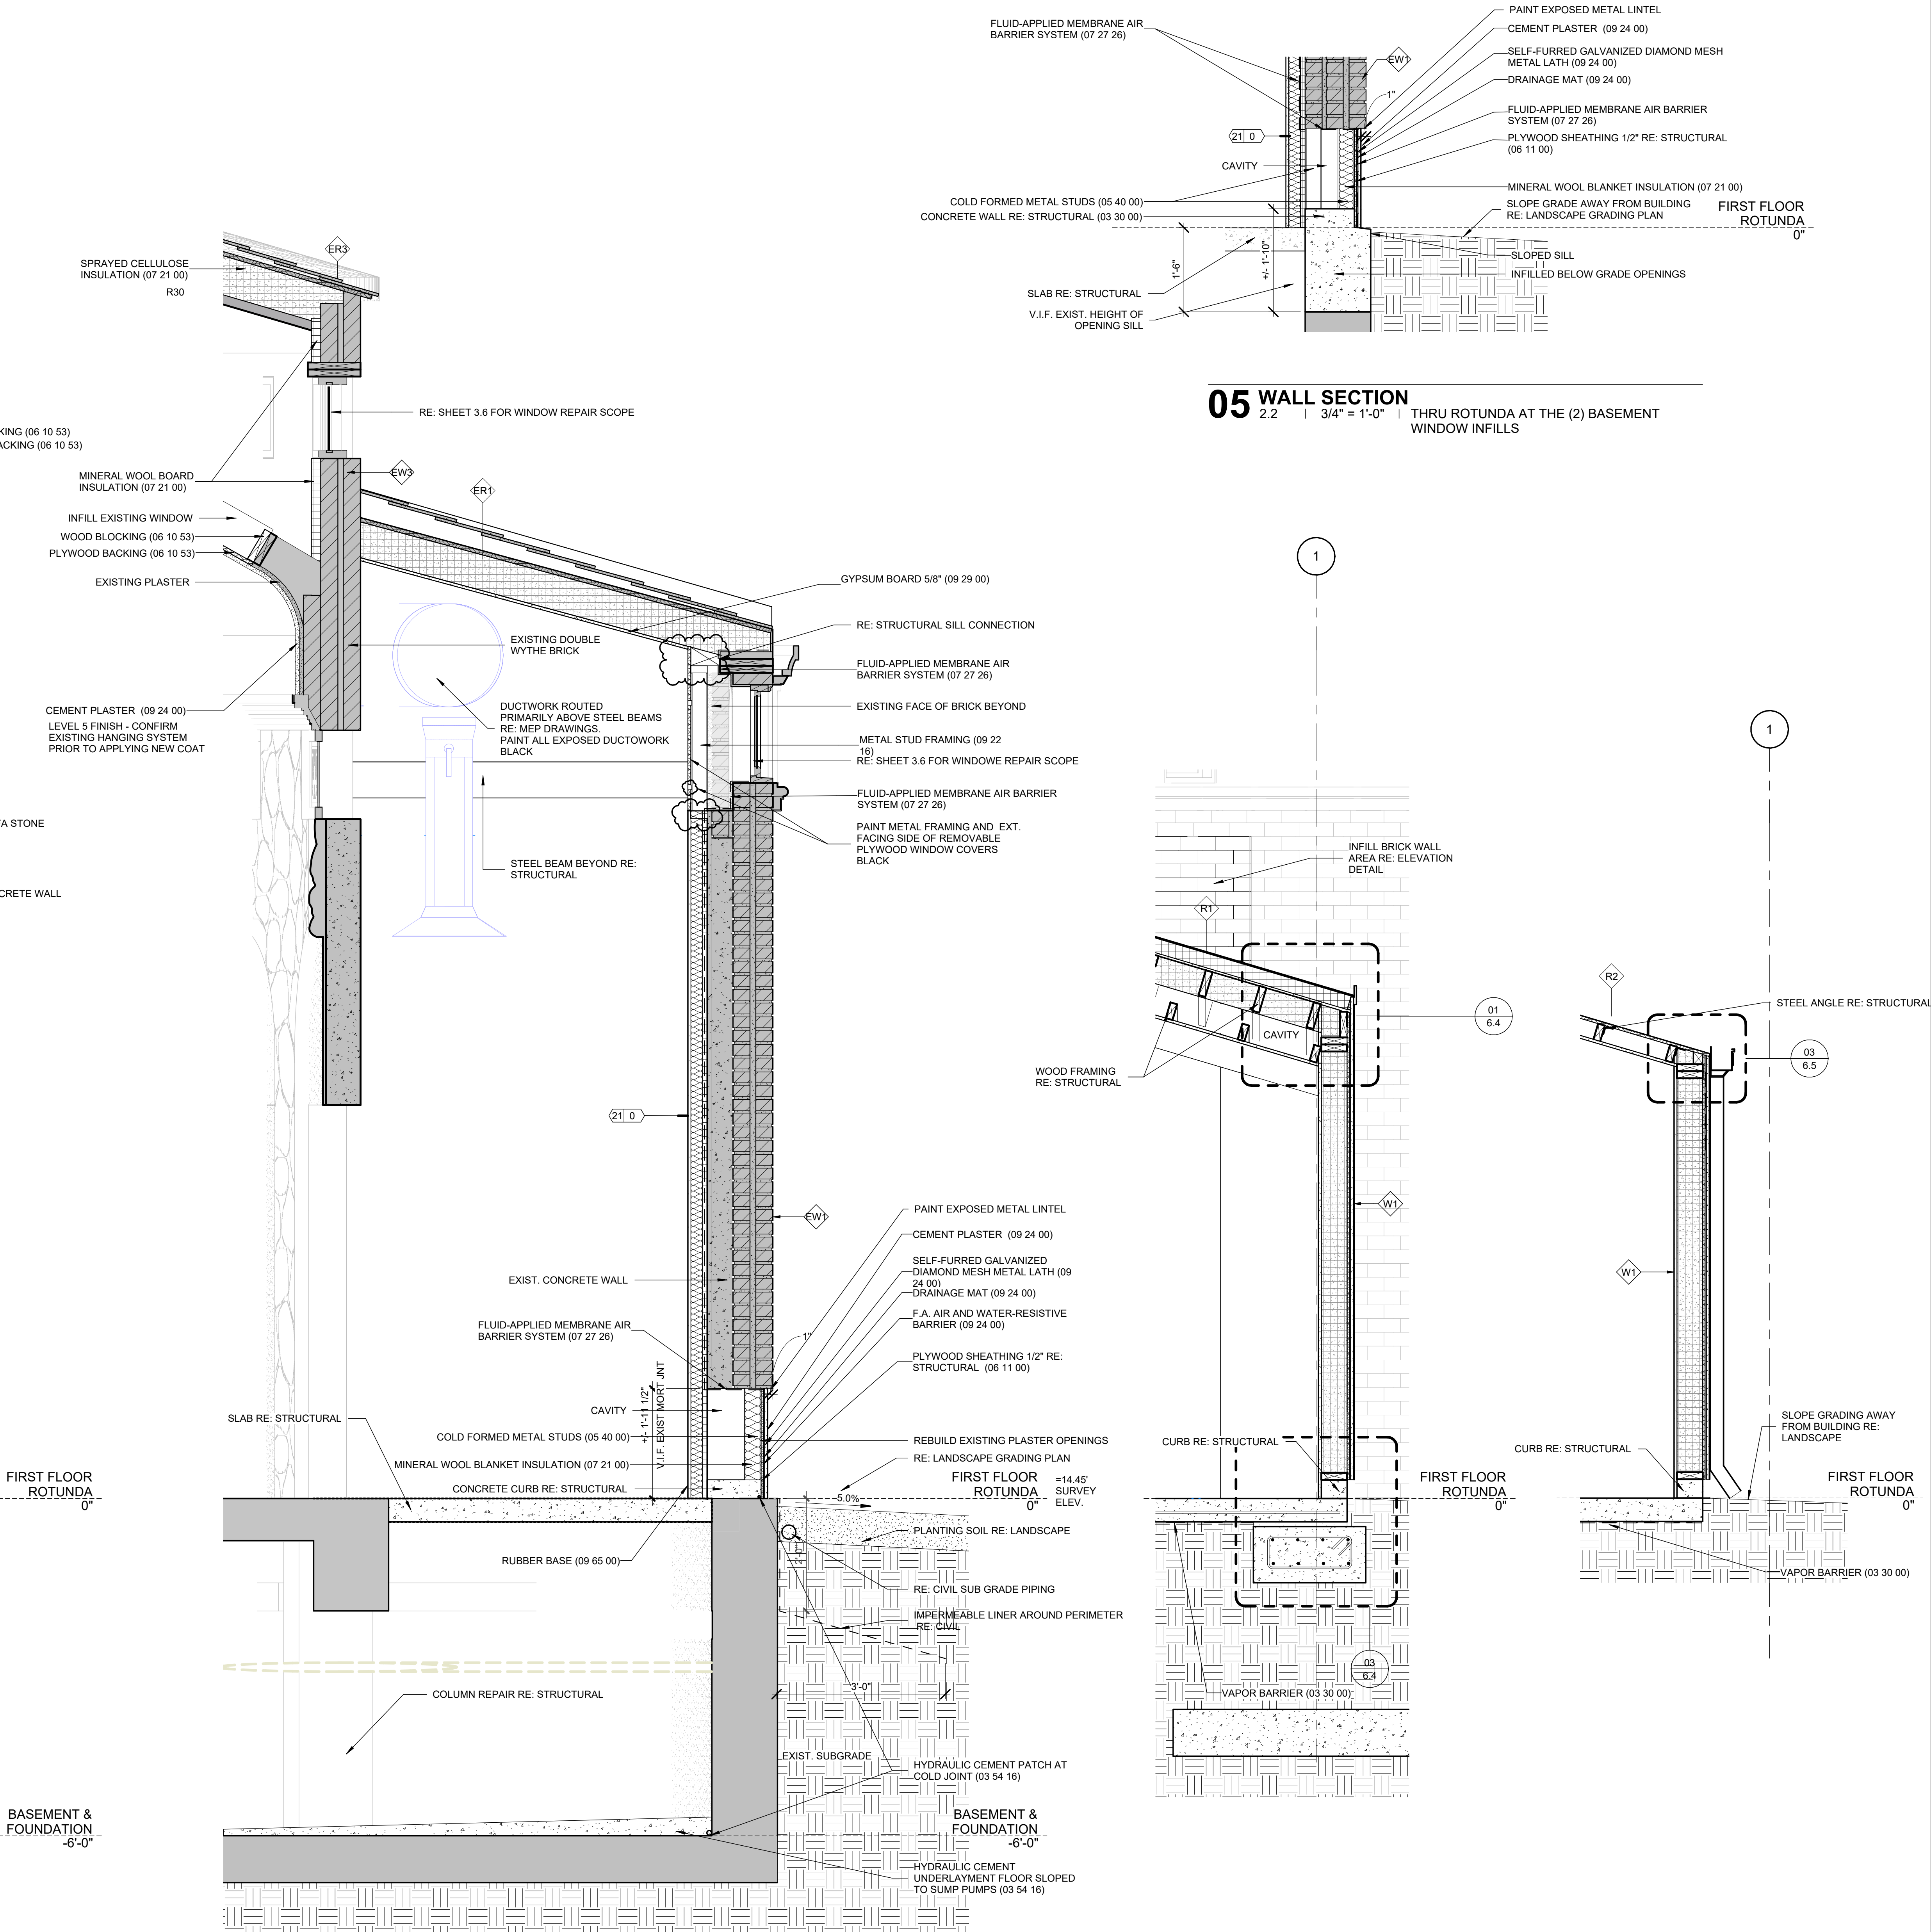 FLUID-APPLIED MEMBRANE AIR
BARRIER SYSTEM (07 27 26)
PAINT EXPOSED METAL LINTEL
CEMENT PLASTER (09 24 00)
SELF-FURRED GALVANIZED DIAMOND MESH
METAL LATH (09 24 00)
DRAINAGE MAT (09 24 00)
EW1
1"
FLUID-APPLIED MEMBRANE AIR BARRIER
SYSTEM (07 27 26)
PLYWOOD SHEATHING 1/2" RE: STRUCTURAL
(06 11 00)
21 0
CAVITY
MINERAL WOOL BLANKET INSULATION (07 21 00)
COLD FORMED METAL STUDS (05 40 00)
CONCRETE WALL RE: STRUCTURAL (03 30 00)
SLOPE GRADE AWAY FROM BUILDING
RE: LANDSCAPE GRADING PLAN
FIRST FLOOR
ROTUNDA
0"
1'-6"
+/- 1'-10"
SLOPED SILL
INFILLED BELOW GRADE OPENINGS
SLAB RE: STRUCTURAL
V.I.F. EXIST. HEIGHT OF
OPENING SILL
05 WALL SECTION
2.2 | 3/4" = 1'-0" | THRU ROTUNDA AT THE (2) BASEMENT
WINDOW INFILLS
ER3
SPRAYED CELLULOSE
INSULATION (07 21 00)
R30
RE: SHEET 3.6 FOR WINDOW REPAIR SCOPE
KING (06 10 53)
ACKING (06 10 53)
MINERAL WOOL BOARD
INSULATION (07 21 00)
EW3
ER1
INFILL EXISTING WINDOW
WOOD BLOCKING (06 10 53)
PLYWOOD BACKING (06 10 53)
EXISTING PLASTER
GYPSUM BOARD 5/8" (09 29 00)
RE: STRUCTURAL SILL CONNECTION
EXISTING DOUBLE
WYTHE BRICK
FLUID-APPLIED MEMBRANE AIR
BARRIER SYSTEM (07 27 26)
CEMENT PLASTER (09 24 00)
LEVEL 5 FINISH - CONFIRM
EXISTING HANGING SYSTEM
PRIOR TO APPLYING NEW COAT
DUCTWORK ROUTED
PRIMARILY ABOVE STEEL BEAMS
RE: MEP DRAWINGS.
PAINT ALL EXPOSED DUCTOWORK
BLACK
EXISTING FACE OF BRICK BEYOND
METAL STUD FRAMING (09 22
16)
RE: SHEET 3.6 FOR WINDOWE REPAIR SCOPE
FLUID-APPLIED MEMBRANE AIR BARRIER
SYSTEM (07 27 26)
PAINT METAL FRAMING AND EXT.
FACING SIDE OF REMOVABLE
PLYWOOD WINDOW COVERS
BLACK
STEEL BEAM BEYOND RE:
STRUCTURAL
A STONE
CRETE WALL
21 0
EW1
EXIST. CONCRETE WALL
PAINT EXPOSED METAL LINTEL
CEMENT PLASTER (09 24 00)
SELF-FURRED GALVANIZED
DIAMOND MESH METAL LATH (09
24 00)
DRAINAGE MAT (09 24 00)
F.A. AIR AND WATER-RESISTIVE
BARRIER (09 24 00)
FLUID-APPLIED MEMBRANE AIR
BARRIER SYSTEM (07 27 26)
1"
PLYWOOD SHEATHING 1/2" RE:
STRUCTURAL (06 11 00)
+/- 1'-11 1/2"
V.I.F. EXIST MORT JNT
CAVITY
SLAB RE: STRUCTURAL
COLD FORMED METAL STUDS (05 40 00)
REBUILD EXISTING PLASTER OPENINGS
MINERAL WOOL BLANKET INSULATION (07 21 00)
RE: LANDSCAPE GRADING PLAN
CONCRETE CURB RE: STRUCTURAL
FIRST FLOOR
ROTUNDA
0"
FIRST FLOOR
ROTUNDA
0"
=14.45'
SURVEY
ELEV.
5.0%
PLANTING SOIL RE: LANDSCAPE
RUBBER BASE (09 65 00)
2'-0"
RE: CIVIL SUB GRADE PIPING
IMPERMEABLE LINER AROUND PERIMETER
RE: CIVIL
3'-0"
COLUMN REPAIR RE: STRUCTURAL
EXIST. SUBGRADE
HYDRAULIC CEMENT PATCH AT
COLD JOINT (03 54 16)
BASEMENT &
FOUNDATION
-6'-0"
BASEMENT &
FOUNDATION
-6'-0"
HYDRAULIC CEMENT
UNDERLAYMENT FLOOR SLOPED
TO SUMP PUMPS (03 54 16)
1
INFILL BRICK WALL
AREA RE: ELEVATION
DETAIL
R1
CAVITY
01
6.4
WOOD FRAMING
RE: STRUCTURAL
W1
CURB RE: STRUCTURAL
FIRST FLOOR
ROTUNDA
0"
03
6.4
VAPOR BARRIER (03 30 00)
1
R2
STEEL ANGLE RE: STRUCTURAL
03
6.5
W1
SLOPE GRADING AWAY
FROM BUILDING RE:
LANDSCAPE
CURB RE: STRUCTURAL
FIRST FLOOR
ROTUNDA
0"
VAPOR BARRIER (03 30 00)